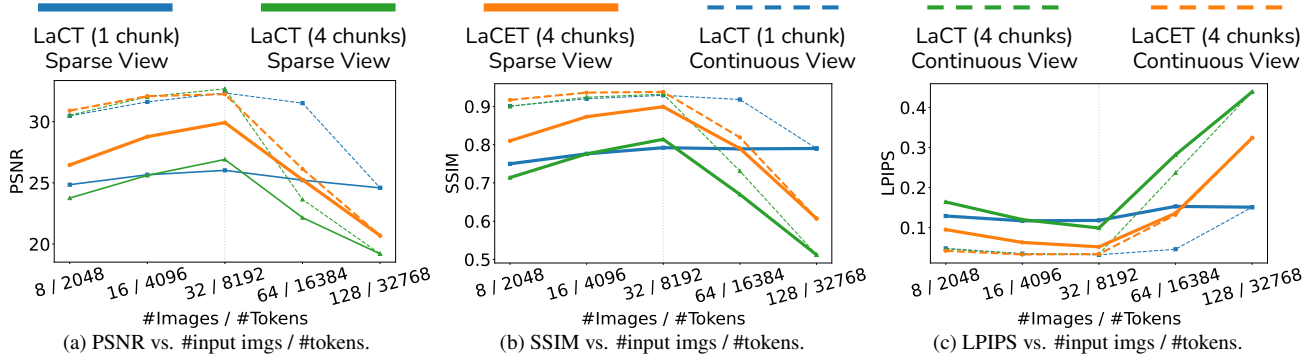 LaCT (1 chunk)
Sparse View
LaCT (4 chunks)
Sparse View
LaCET (4 chunks)
Sparse View
LaCT (1 chunk)
Continuous View
LaCT (4 chunks)
Continuous View
LaCET (4 chunks)
Continuous View
PSNR
30
25
20
8 / 2048
16 / 4096
32 / 8192
64 / 16384
128 / 32768
#Images / #Tokens
(a) PSNR vs. #input imgs / #tokens.
SSIM
0.9
0.8
0.7
0.6
0.5
8 / 2048
16 / 4096
32 / 8192
64 / 16384
128 / 32768
#Images / #Tokens
(b) SSIM vs. #input imgs / #tokens.
LPIPS
0.4
0.3
0.2
0.1
8 / 2048
16 / 4096
32 / 8192
64 / 16384
128 / 32768
#Images / #Tokens
(c) LPIPS vs. #input imgs / #tokens.